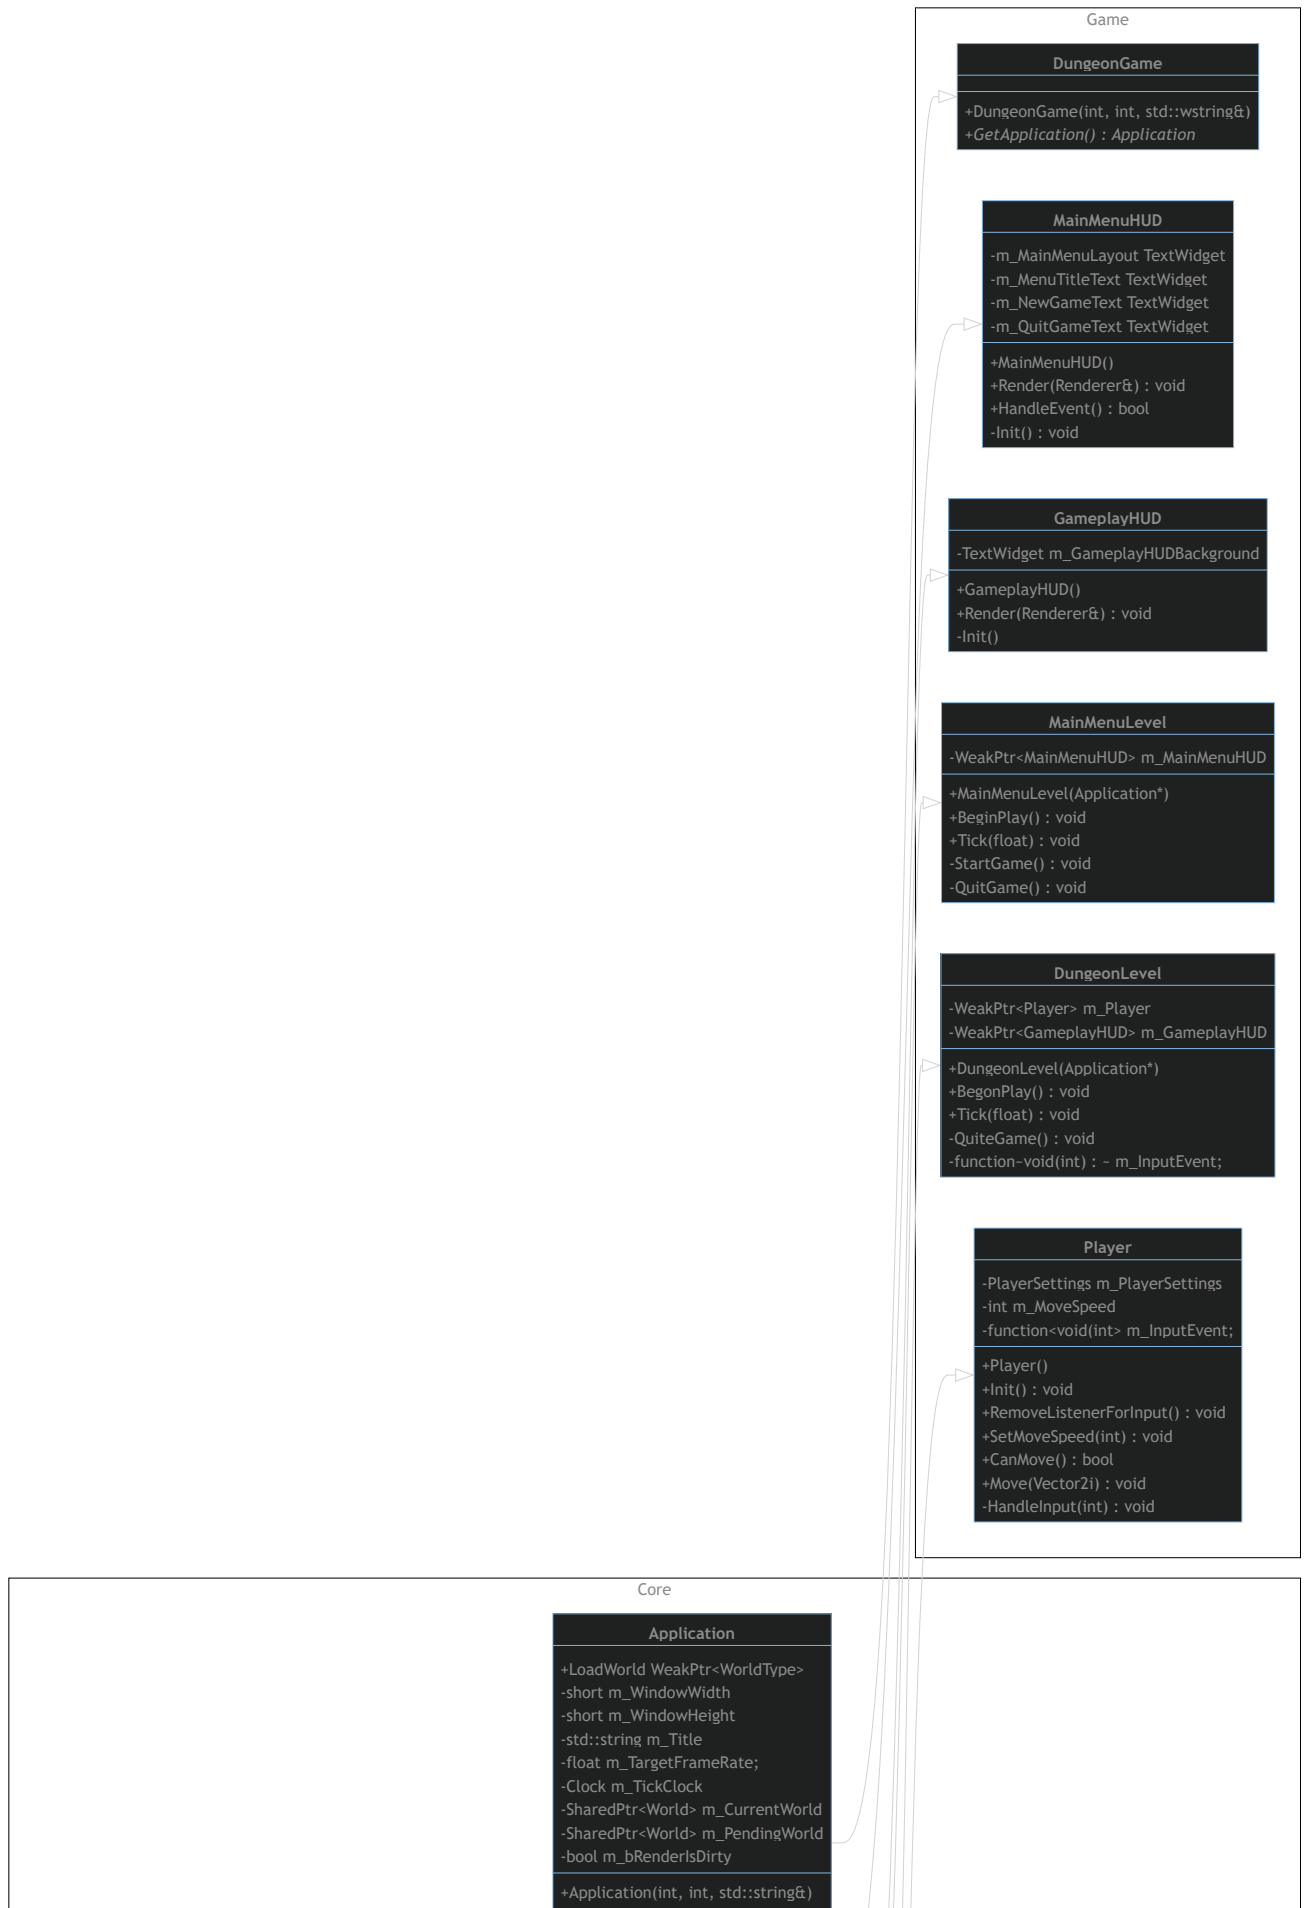 Game
DungeonGame
+DungeonGame(int, int, std::wstring&)
+GetApplication() : Application
MainMenuHUD
-m_MainMenuLayout TextWidget
-m_MenuTitleText TextWidget
-m_NewGameText TextWidget
-m_QuitGameText TextWidget
+MainMenuHUD()
+Render(Renderer&) : void
+HandleEvent() : bool
-Init() : void
GameplayHUD
-TextWidget m_GameplayHUDBackground
+GameplayHUD()
+Render(Renderer&) : void
-Init()
MainMenuLevel
-WeakPtr<MainMenuHUD> m_MainMenuHUD
+MainMenuLevel(Application*)
+BeginPlay() : void
+Tick(float) : void
-StartGame() : void
-QuitGame() : void
DungeonLevel
-WeakPtr<Player> m_Player
-WeakPtr<GameplayHUD> m_GameplayHUD
+DungeonLevel(Application*)
+BegonPlay() : void
+Tick(float) : void
-QuiteGame() : void
-function~void(int) : ~ m_InputEvent;
Player
-PlayerSettings m_PlayerSettings
-int m_MoveSpeed
-function<void(int> m_InputEvent;
+Player()
+Init() : void
+RemoveListenerForInput() : void
+SetMoveSpeed(int) : void
+CanMove() : bool
+Move(Vector2i) : void
-HandleInput(int) : void
Core
Application
+LoadWorld WeakPtr<WorldType>
-short m_WindowWidth
-short m_WindowHeight
-std::string m_Title
-float m_TargetFrameRate;
-Clock m_TickClock
-SharedPtr<World> m_CurrentWorld
-SharedPtr<World> m_PendingWorld
-bool m_bRenderIsDirty
+Application(int, int, std::string&)